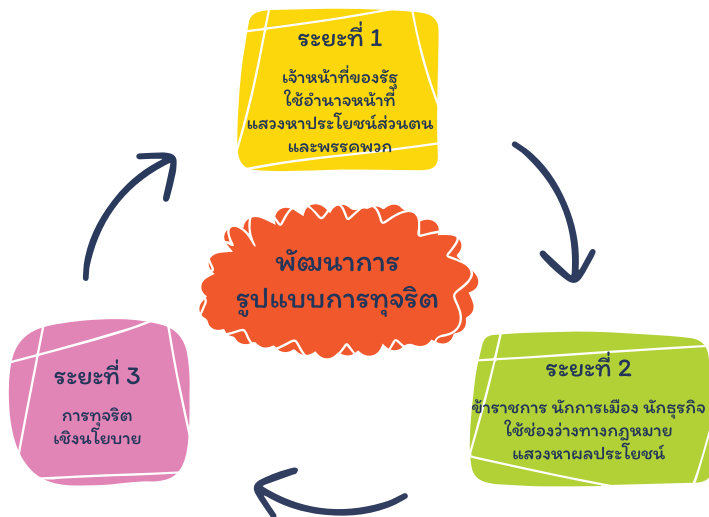 ระยะที่ 1
เจ้าหน้าที่ของรัฐ
ใช้อำนาจหน้าที่
แสวงหาประโยชน์ส่วนตน
และพรรคพวก
พัฒนาการ
รูปแบบการทุจริต
ระยะที่ 2
ข้าราชการ นักการเมือง นักธุรกิจ
ใช้ช่องว่างทางกฎหมาย
แสวงหาผลประโยชน์
ระยะที่ 3
การทุจริต
เชิงนโยบาย